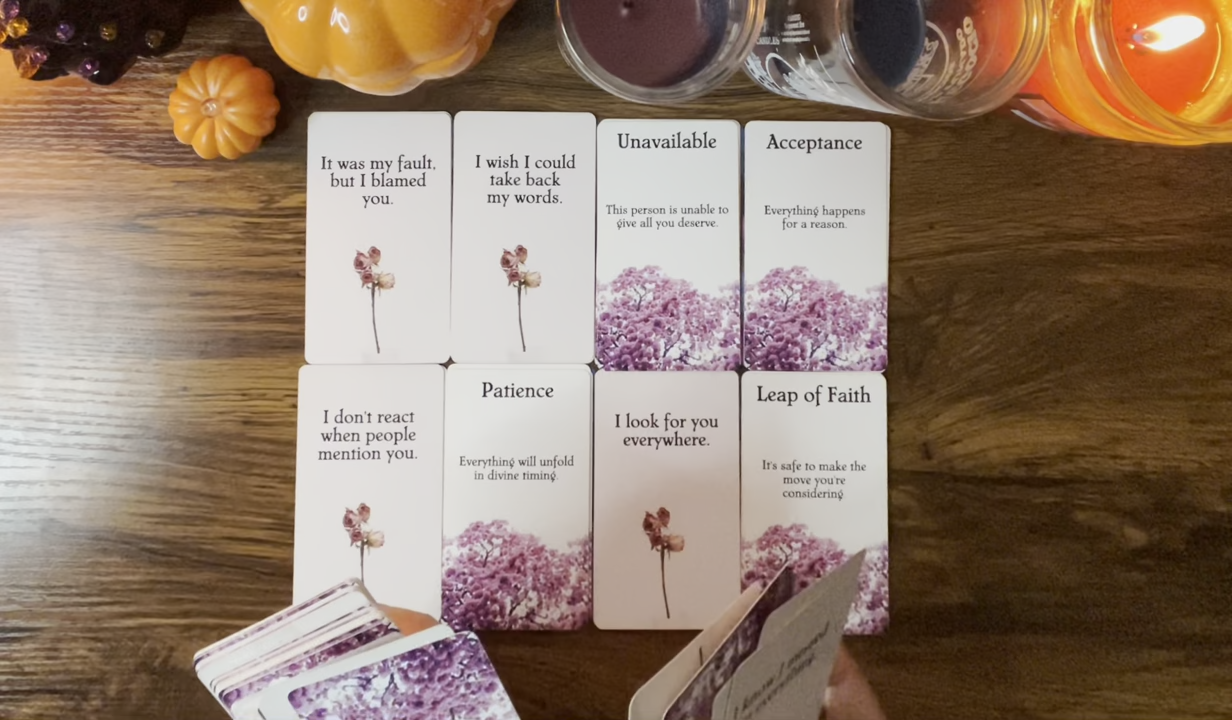 It was my fault,
but I blamed
you.
I wish I could
take back
my words.
Unavailable
This person is unable to
give all you deserve.
Acceptance
Everything happens
for a reason.
I don't react
when people
mention you.
Patience
Everything will unfold
in divine timing.
I look for you
everywhere.
Leap of Faith
It's safe to make the
move you're
considering
I know I